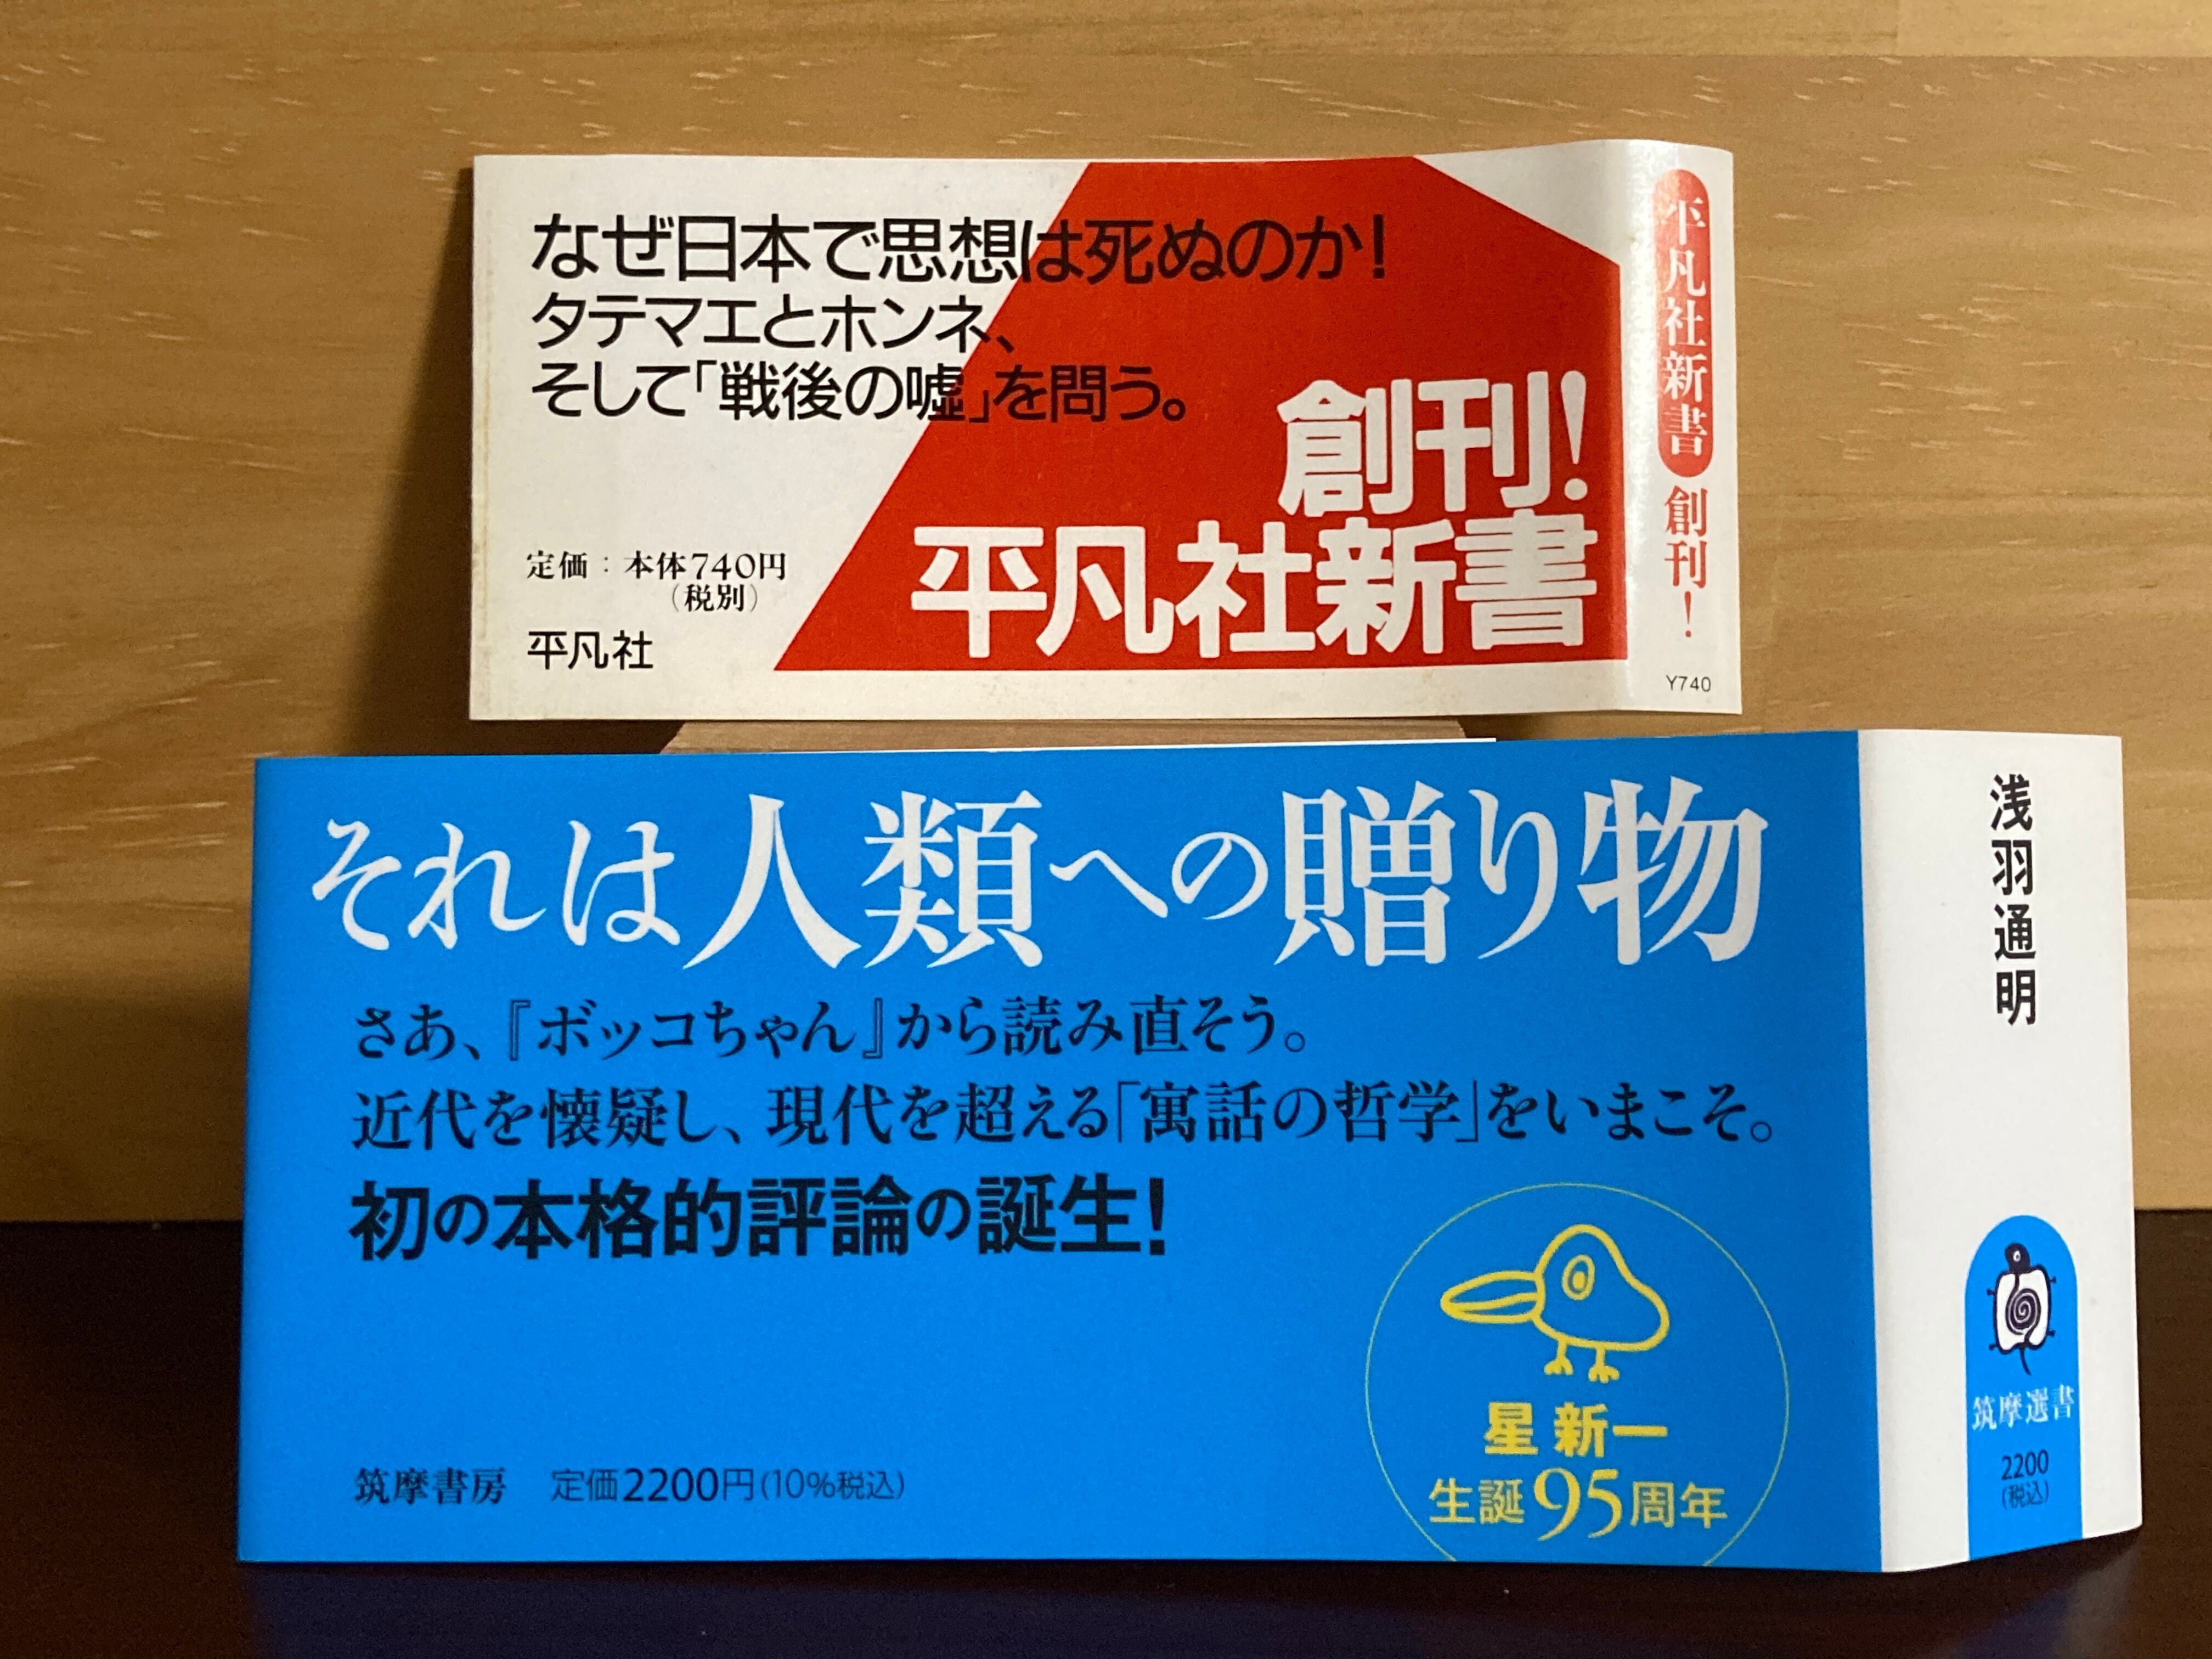 なぜ日本で思想は死ぬのか！
タテマエとホンネ、
そして「戦後の嘘」を問う。
創刊！
平凡社新書
定価：本体740円
（税別）
平凡社
平凡社新書 創刊！
Y740
それは人類への贈り物
さあ、『ボッコちゃん』から読み直そう。
近代を懐疑し、現代を超える「寓話の哲学」をいまこそ。
初の本格的評論の誕生！
星 新一
生誕95周年
筑摩書房 定価2200円（10%税込）
浅羽通明
筑摩選書
2200
（税込）